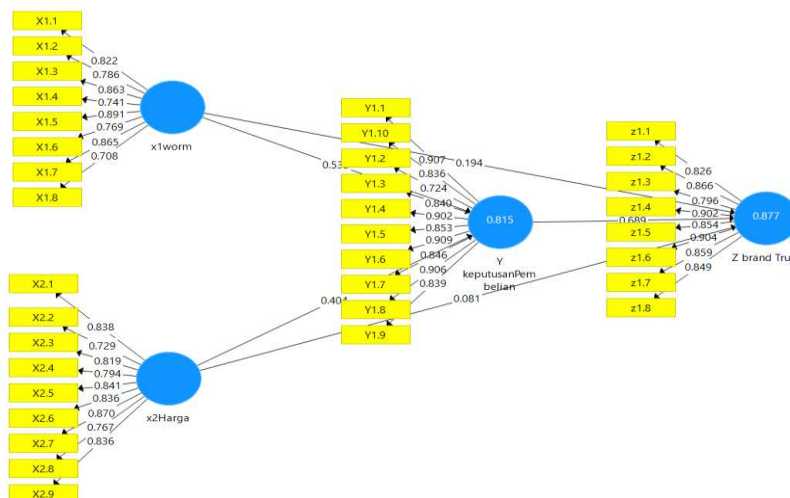 X1.1
X1.2
X1.3
X1.4
X1.5
X1.6
X1.7
X1.8
0.822
0.786
0.863
0.741
0.891
0.769
0.865
0.708
x1worm
X2.1
X2.2
X2.3
X2.4
X2.5
X2.6
X2.7
X2.8
X2.9
0.838
0.729
0.819
0.794
0.841
0.836
0.870
0.767
0.836
x2Harga
0.404
0.194
0.689
0.081
Y1.1
Y1.10
Y1.2
Y1.3
Y1.4
Y1.5
Y1.6
Y1.7
Y1.8
Y1.9
0.907
0.836
0.724
0.840
0.902
0.853
0.909
0.846
0.906
0.839
0.815
Y
keputusanPem
belian
z1.1
z1.2
z1.3
z1.4
z1.5
z1.6
z1.7
z1.8
0.826
0.866
0.796
0.902
0.854
0.904
0.859
0.849
0.877
Z brand Tru